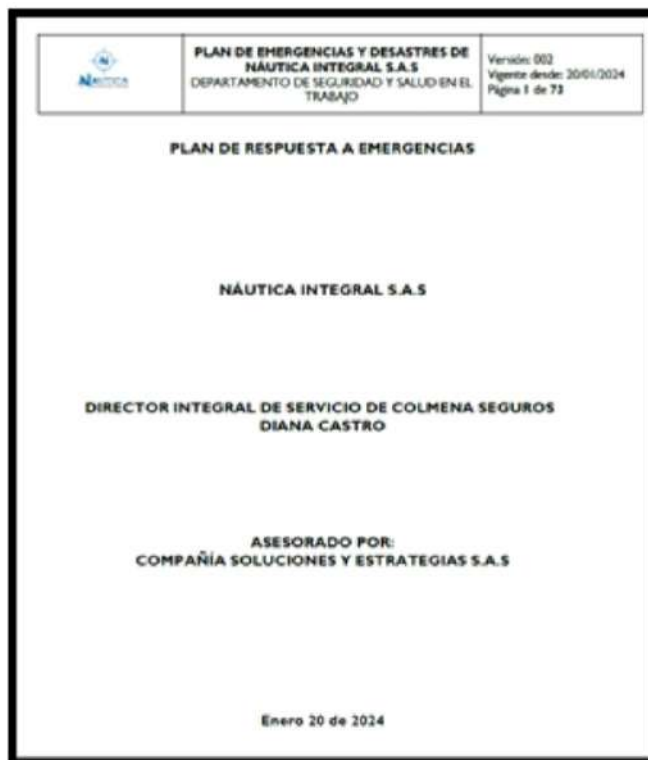 NÁUTICA
PLAN DE EMERGENCIAS Y DESASTRES DE
NÁUTICA INTEGRAL S.A.S
DEPARTAMENTO DE SEGURIDAD Y SALUD EN EL
TRABAJO
Versión: 002
Vigente desde: 20/01/2024
Página 1 de 73
PLAN DE RESPUESTA A EMERGENCIAS
NÁUTICA INTEGRAL S.A.S
DIRECTOR INTEGRAL DE SERVICIO DE COLMENA SEGUROS
DIANA CASTRO
ASESORADO POR:
COMPAÑÍA SOLUCIONES Y ESTRATEGIAS S.A.S
Enero 20 de 2024